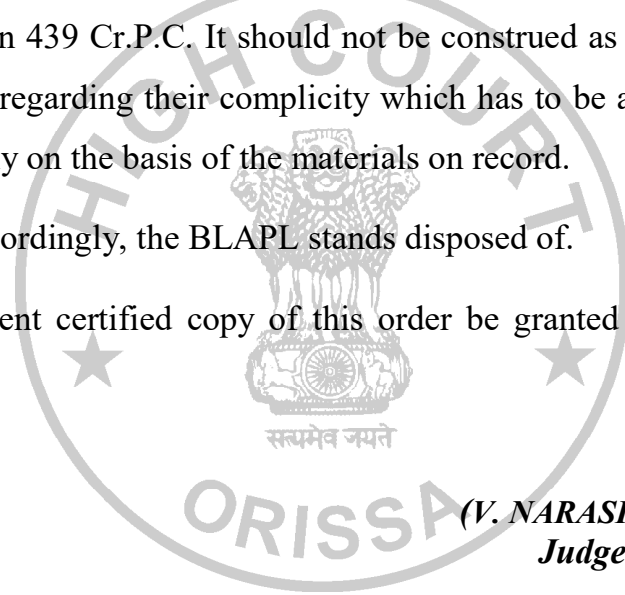 n 439 Cr.P.C. It should not be construed as
regarding their complicity which has to be a
y on the basis of the materials on record.
ordingly, the BLAPL stands disposed of.
ent certified copy of this order be granted
HIGH COURT
सत्यमेव जयते
ORISSA
(V. NARASI
Judge